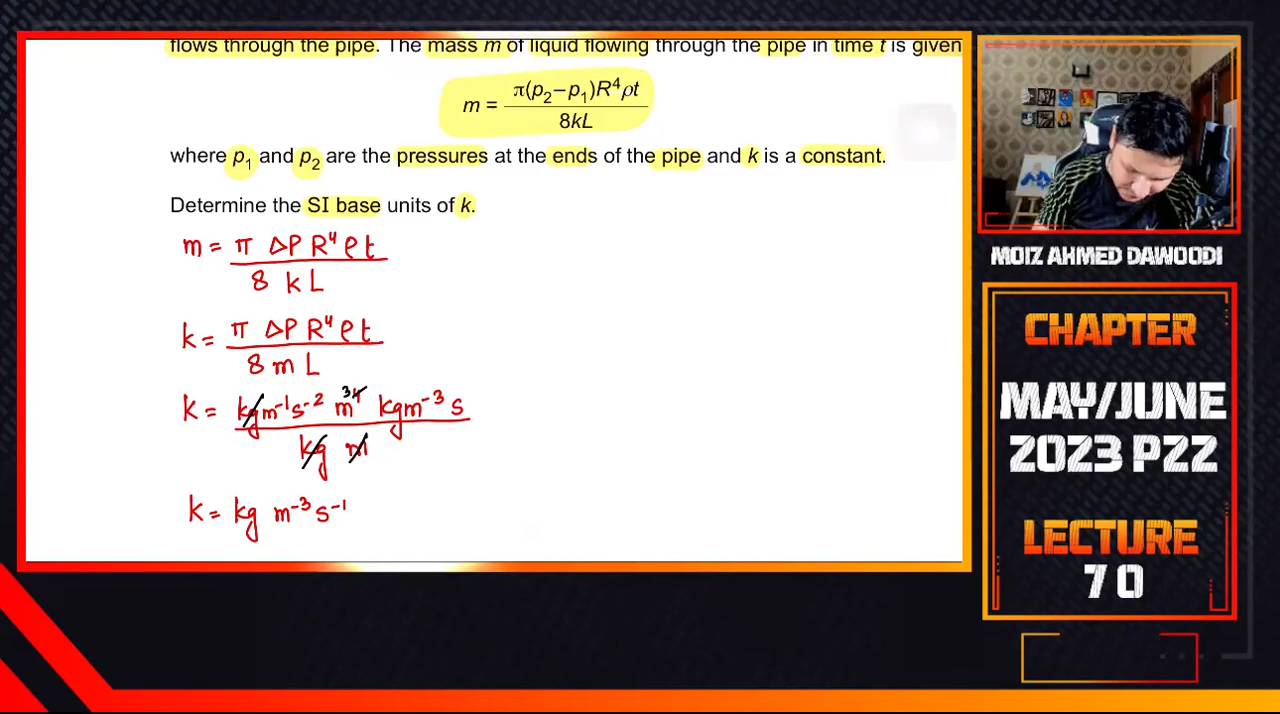 flows through the pipe. The mass m of liquid flowing through the pipe in time t is given
m = π(p₂–p₁)R⁴ρt / 8kL
where p₁ and p₂ are the pressures at the ends of the pipe and k is a constant.
Determine the SI base units of k.
m = π ΔP R⁴ ρ t / 8 k L
k = π ΔP R⁴ ρ t / 8 m L
k = kg m⁻¹ s⁻² m⁴ ³ kg m⁻³ s / kg m
k = kg m⁻³ s⁻¹
MOIZ AHMED DAWOODI
CHAPTER
MAY/JUNE
2023 P22
LECTURE
70